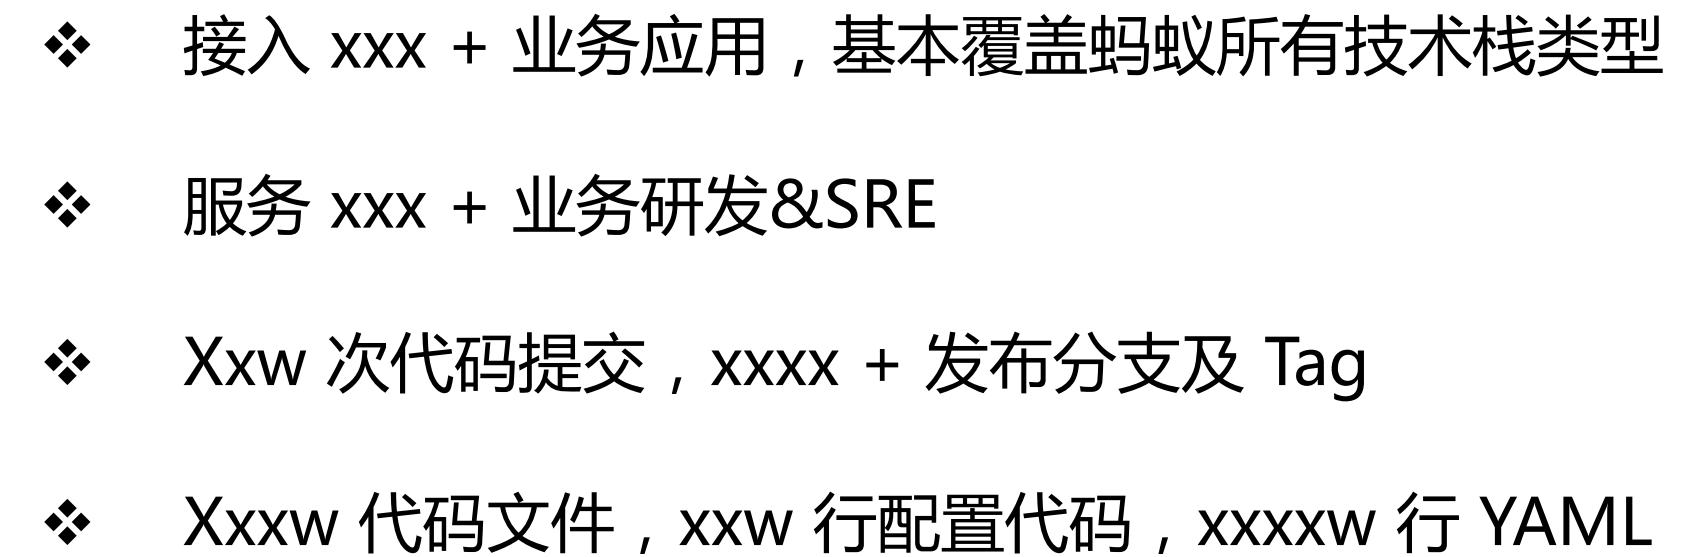 ❖ 接入 xxx + 业务应用，基本覆盖蚂蚁所有技术栈类型
❖ 服务 xxx + 业务研发&SRE
❖ Xxw 次代码提交，xxxx + 发布分支及 Tag
❖ Xxxw 代码文件，xxw 行配置代码，xxxxw 行 YAML